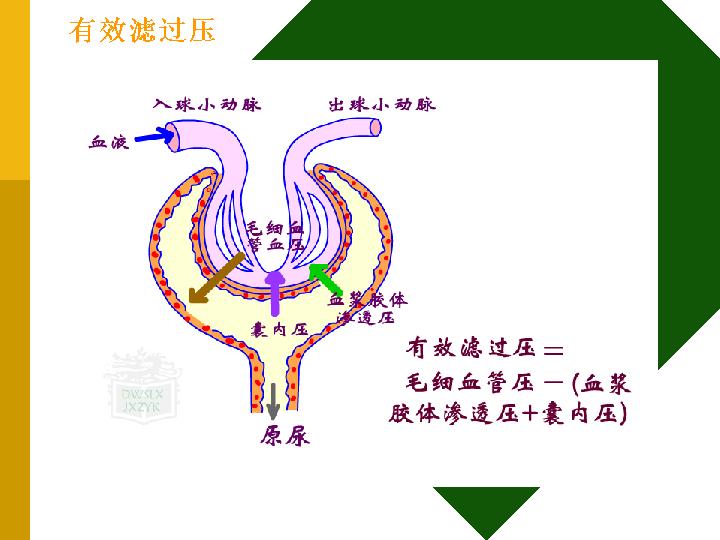 有效滤过压
入球小动脉
出球小动脉
血液
毛细血
管血压
血浆胶体
渗透压
囊内压
有效滤过压＝
毛细血管压－(血浆
胶体渗透压+囊内压)
原尿
DWSLX
JXZYK